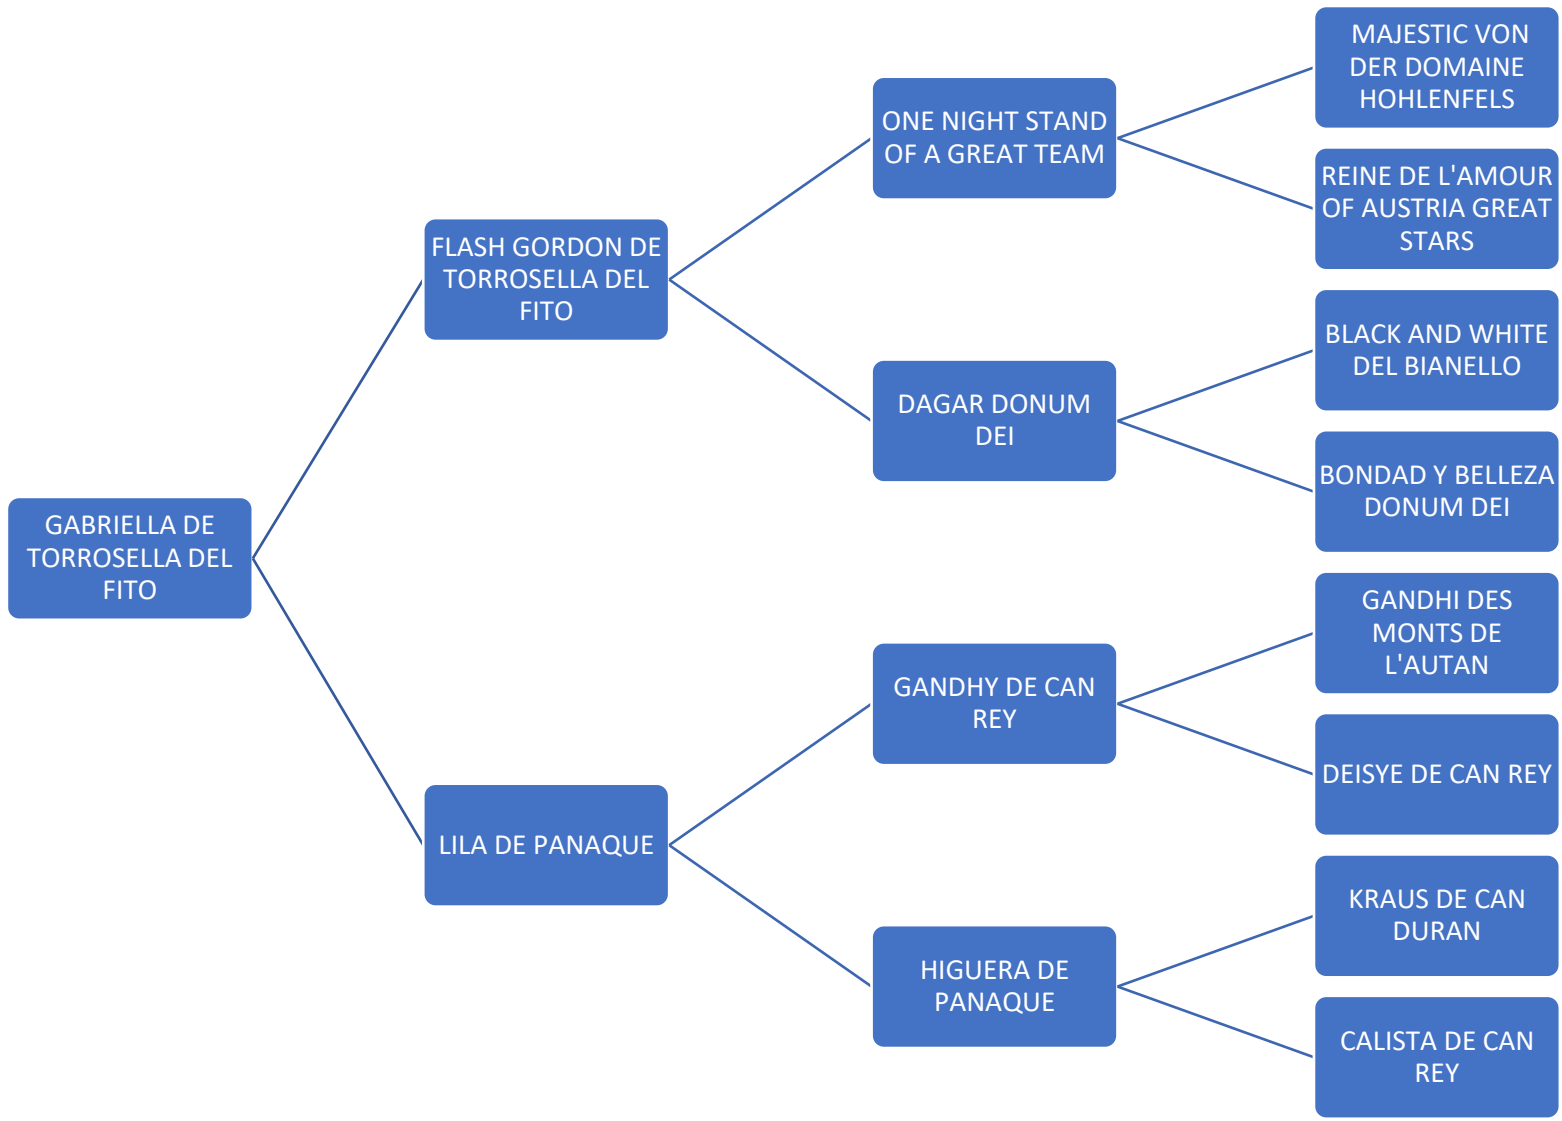 GABRIELLA DE
TORROSELLA DEL
FITO
FLASH GORDON DE
TORROSELLA DEL
FITO
LILA DE PANAQUE
ONE NIGHT STAND
OF A GREAT TEAM
DAGAR DONUM
DEI
GANDHY DE CAN
REY
HIGUERA DE
PANAQUE
MAJESTIC VON
DER DOMAINE
HOHLENFELS
REINE DE L'AMOUR
OF AUSTRIA GREAT
STARS
BLACK AND WHITE
DEL BIANELLO
BONDAD Y BELLEZA
DONUM DEI
GANDHI DES
MONTS DE
L'AUTAN
DEISYE DE CAN REY
KRAUS DE CAN
DURAN
CALISTA DE CAN
REY